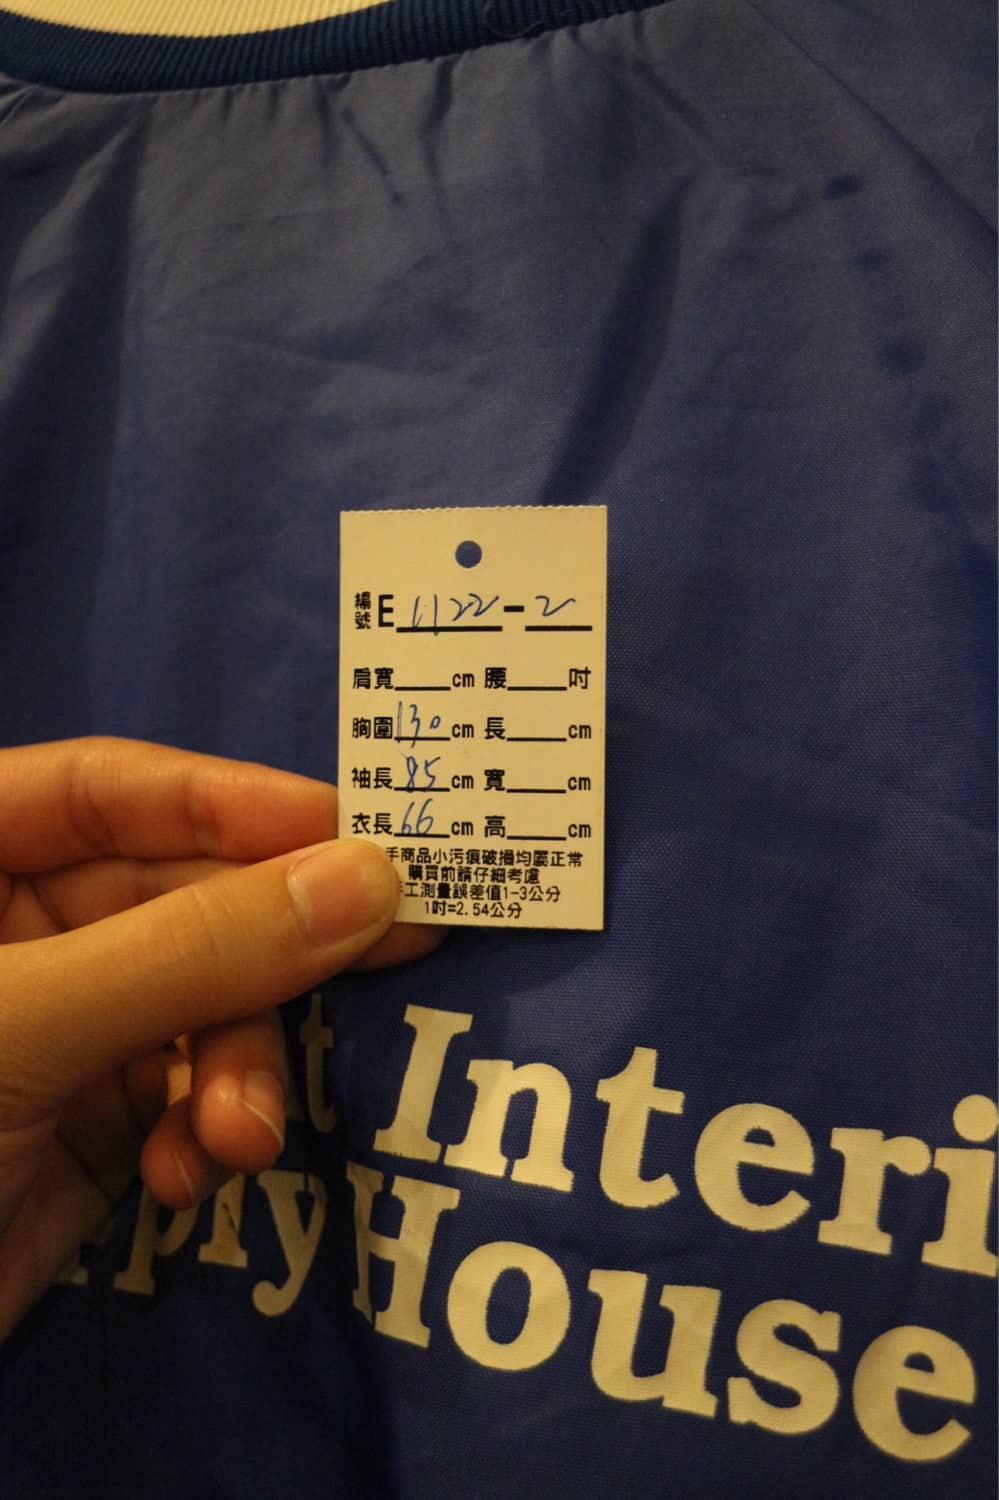 編號E 1122-2
肩寬____cm 腰____吋
胸圍130cm 長____cm
袖長85cm 寬____cm
衣長66cm 高____cm
手商品小污痕破損均屬正常
購買前請仔細考慮
手工測量誤差值1-3公分
1吋=2.54公分
t Interi
pplyHouse